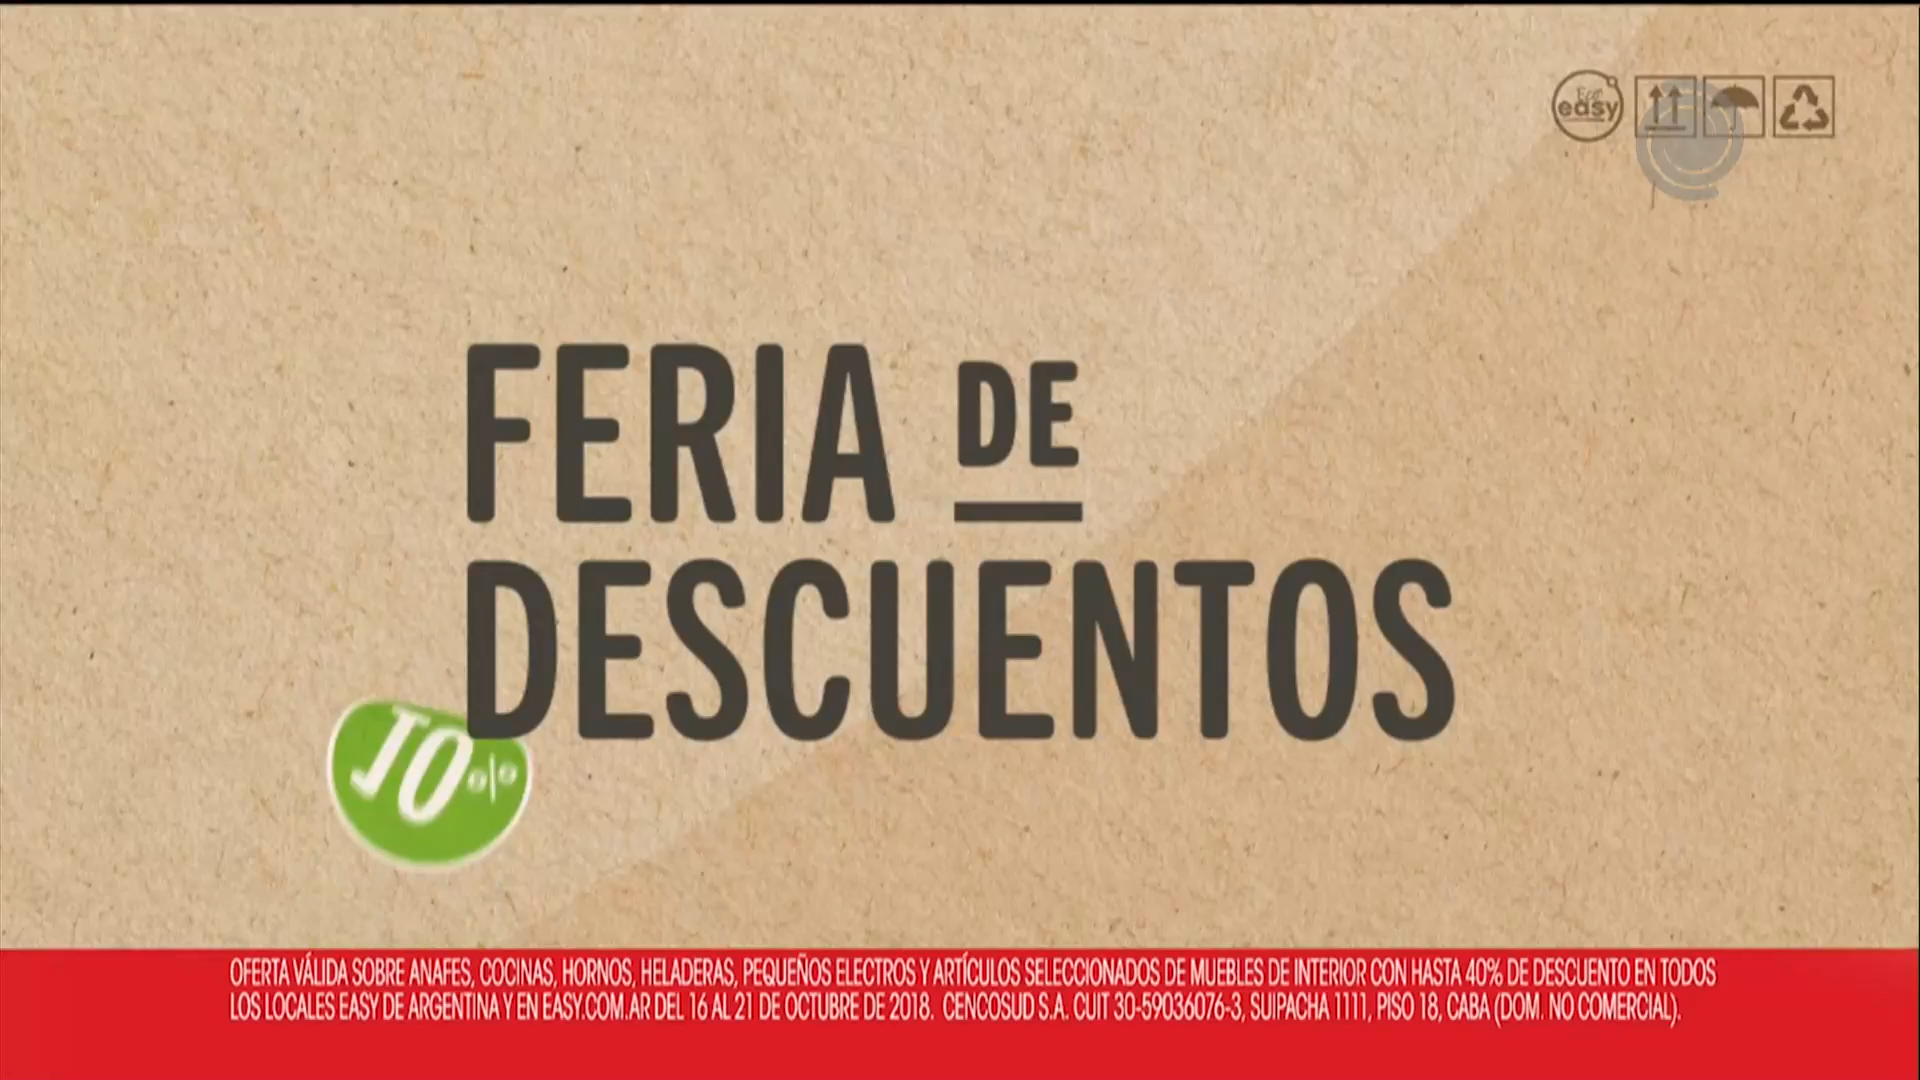 Eco
easy
FERIA DE
DESCUENTOS
10%
OFERTA VÁLIDA SOBRE ANAFES, COCINAS, HORNOS, HELADERAS, PEQUEÑOS ELECTROS Y ARTÍCULOS SELECCIONADOS DE MUEBLES DE INTERIOR CON HASTA 40% DE DESCUENTO EN TODOS
LOS LOCALES EASY DE ARGENTINA Y EN EASY.COM.AR DEL 16 AL 21 DE OCTUBRE DE 2018. CENCOSUD S.A. CUIT 30-59036076-3, SUIPACHA 1111, PISO 18, CABA (DOM. NO COMERCIAL).